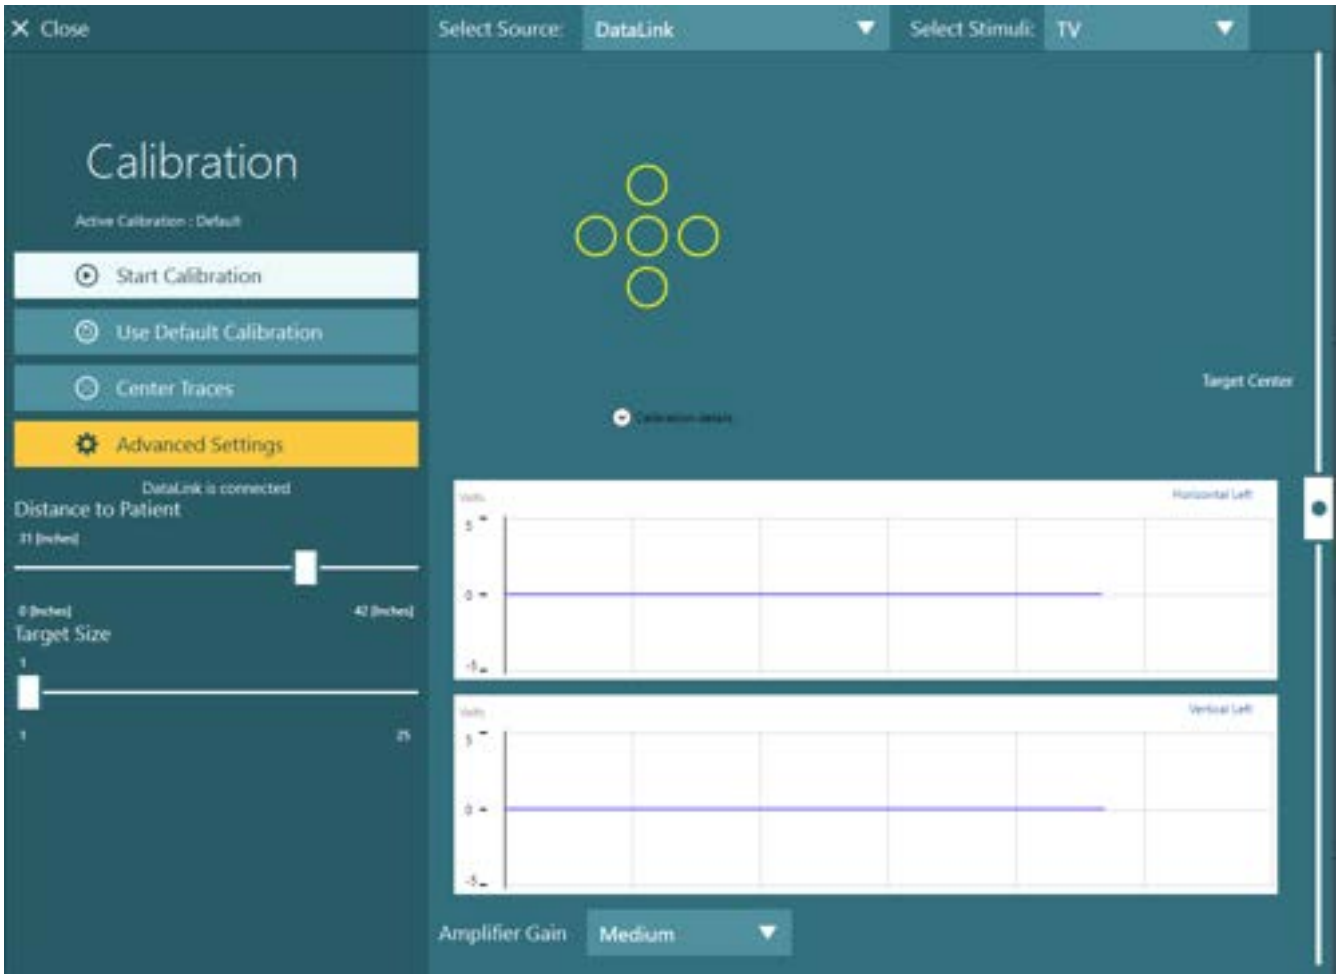 Close
Select Source: DataLink Select Stimuli: TV
Calibration
Active Calibration : Default
Start Calibration
Use Default Calibration
Center Traces
Advanced Settings
DataLink is connected
Distance to Patient
31 [Inches]
0 [Inches] 42 [Inches]
Target Size
1
1 25
Target Center
Calibration details
Volts Horizontal Left
5
0
-5
Volts Vertical Left
5
0
-5
Amplifier Gain Medium